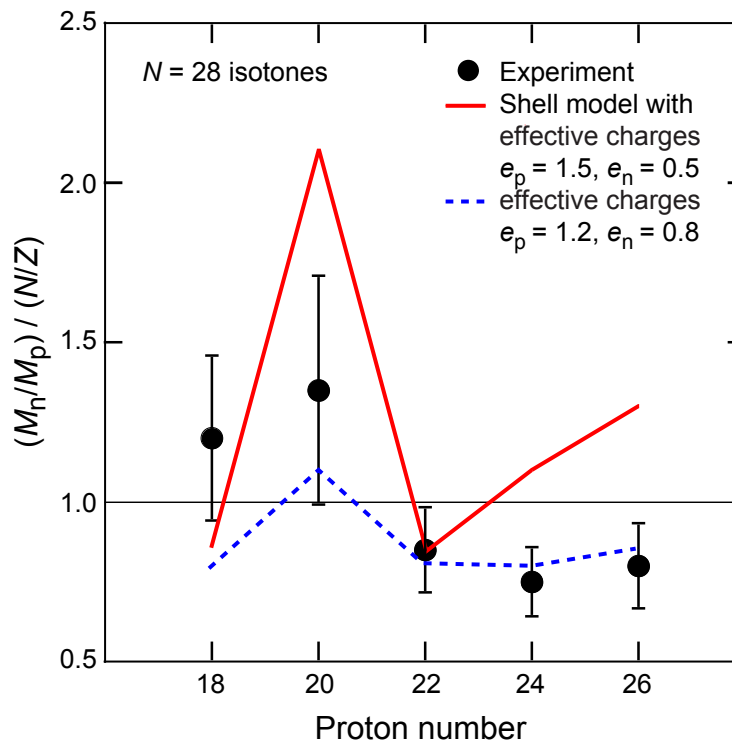 2.5
2.0
1.5
1.0
0.5
(Mn/Mp) / (N/Z)
N = 28 isotones
Experiment
Shell model with
effective charges
ep = 1.5, en = 0.5
effective charges
ep = 1.2, en = 0.8
18 20 22 24 26
Proton number